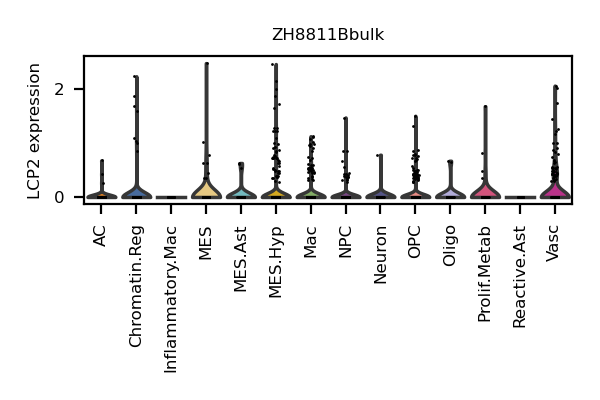 ZH8811Bbulk
LCP2 expression
2
0
AC
Chromatin.Reg
Inflammatory.Mac
MES
MES.Ast
MES.Hyp
Mac
NPC
Neuron
OPC
Oligo
Prolif.Metab
Reactive.Ast
Vasc